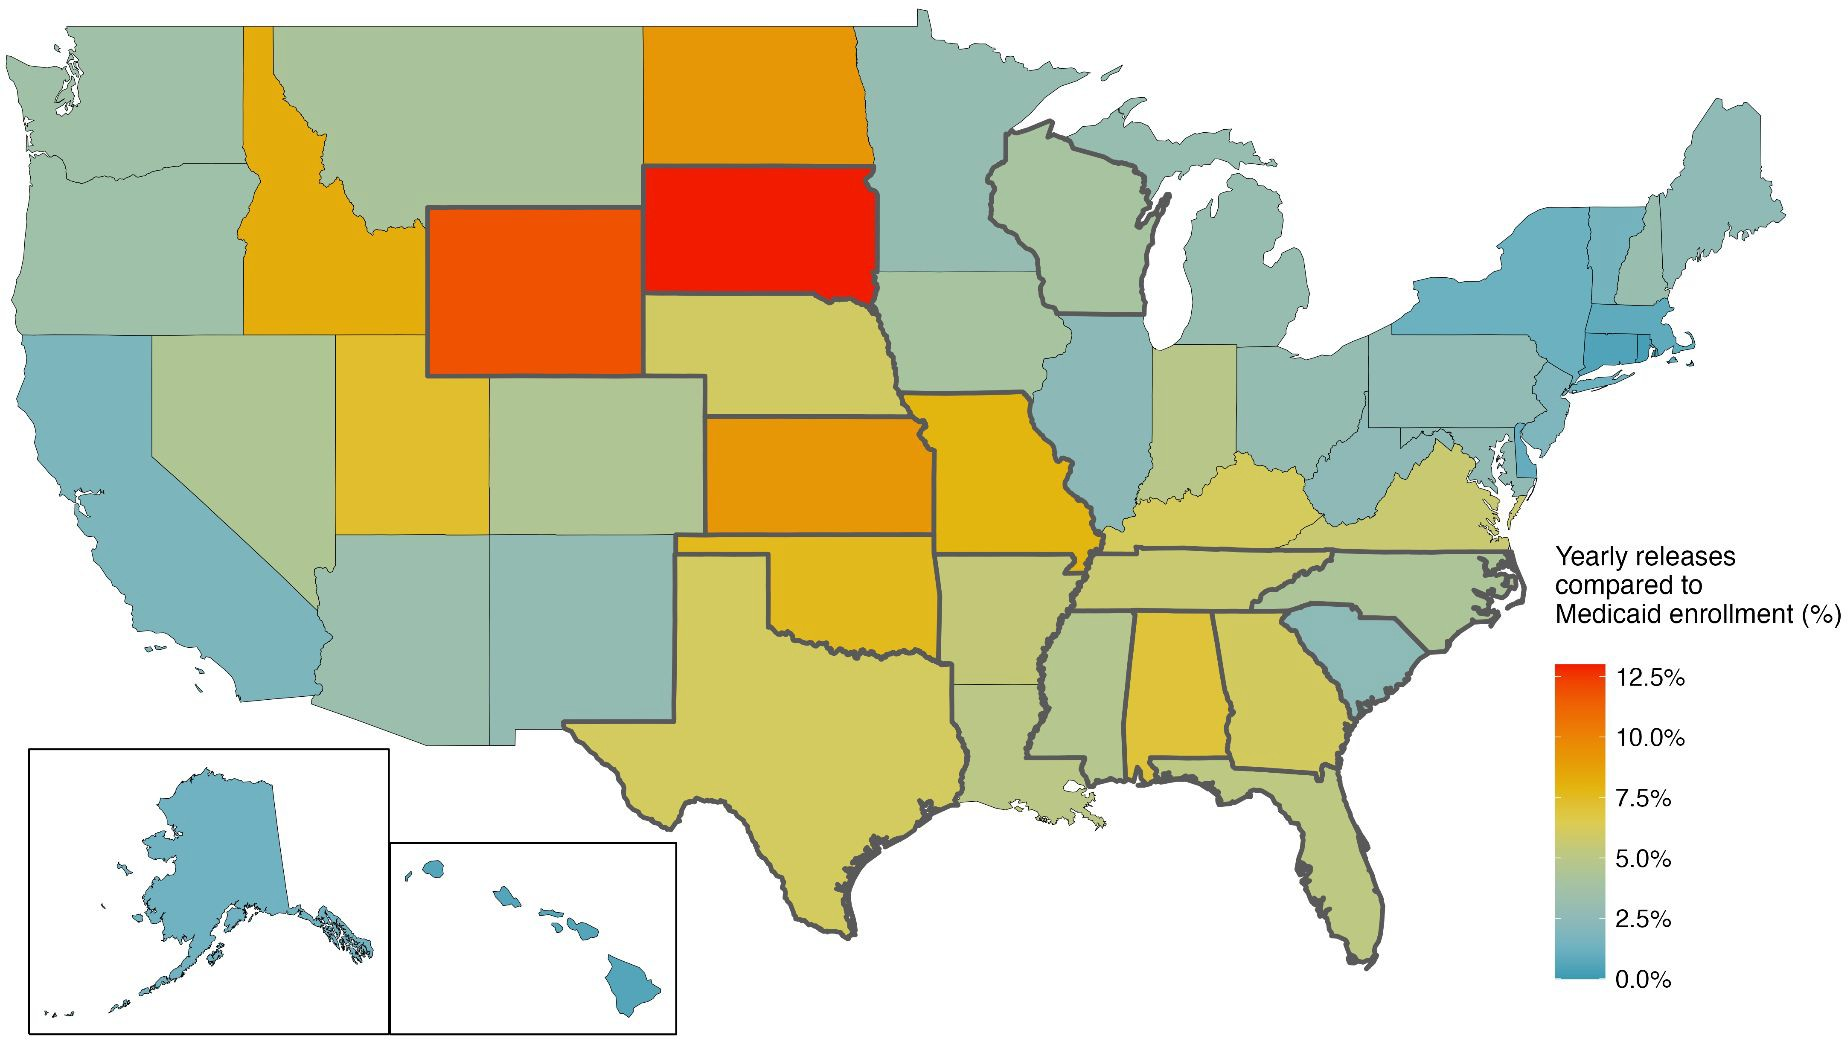 Yearly releases
compared to
Medicaid enrollment (%)
12.5%
10.0%
7.5%
5.0%
2.5%
0.0%